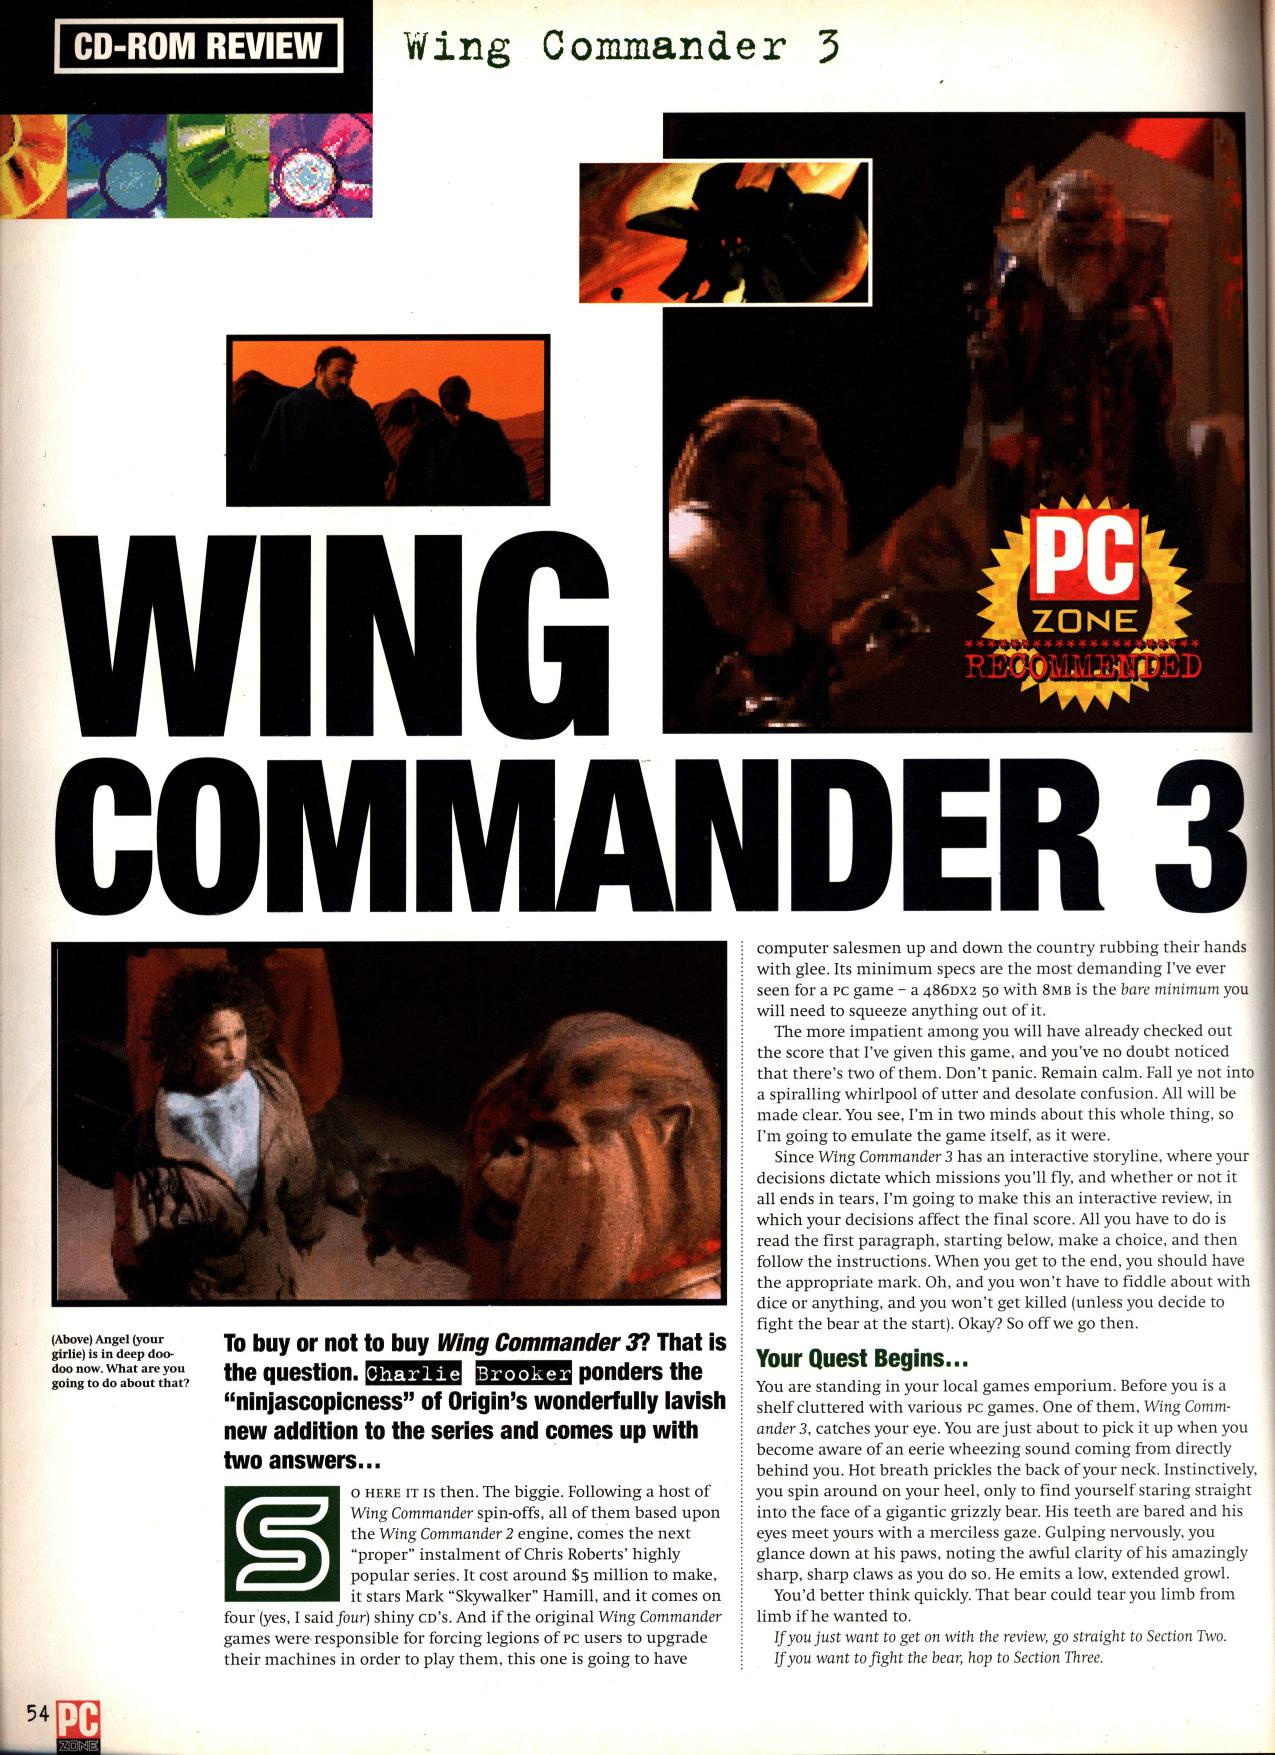 CD-ROM REVIEW
Wing Commander 3
PC
ZONE
RECOMMENDED
WING
COMMANDER 3
(Above) Angel (your
girlie) is in deep doo-
doo now. What are you
going to do about that?
To buy or not to buy Wing Commander 3? That is
the question. Charlie Brooker ponders the
“ninjascopicness” of Origin’s wonderfully lavish
new addition to the series and comes up with
two answers…
SO HERE IT IS then. The biggie. Following a host of
Wing Commander spin-offs, all of them based upon
the Wing Commander 2 engine, comes the next
“proper” instalment of Chris Roberts’ highly
popular series. It cost around $5 million to make,
it stars Mark “Skywalker” Hamill, and it comes on
four (yes, I said four) shiny CD’s. And if the original Wing Commander
games were responsible for forcing legions of PC users to upgrade
their machines in order to play them, this one is going to have
computer salesmen up and down the country rubbing their hands
with glee. Its minimum specs are the most demanding I’ve ever
seen for a PC game – a 486DX2 50 with 8MB is the bare minimum you
will need to squeeze anything out of it.
The more impatient among you will have already checked out
the score that I’ve given this game, and you’ve no doubt noticed
that there’s two of them. Don’t panic. Remain calm. Fall ye not into
a spiralling whirlpool of utter and desolate confusion. All will be
made clear. You see, I’m in two minds about this whole thing, so
I’m going to emulate the game itself, as it were.
Since Wing Commander 3 has an interactive storyline, where your
decisions dictate which missions you’ll fly, and whether or not it
all ends in tears, I’m going to make this an interactive review, in
which your decisions affect the final score. All you have to do is
read the first paragraph, starting below, make a choice, and then
follow the instructions. When you get to the end, you should have
the appropriate mark. Oh, and you won’t have to fiddle about with
dice or anything, and you won’t get killed (unless you decide to
fight the bear at the start). Okay? So off we go then.
Your Quest Begins…
You are standing in your local games emporium. Before you is a
shelf cluttered with various PC games. One of them, Wing Comm-
ander 3, catches your eye. You are just about to pick it up when you
become aware of an eerie wheezing sound coming from directly
behind you. Hot breath prickles the back of your neck. Instinctively,
you spin around on your heel, only to find yourself staring straight
into the face of a gigantic grizzly bear. His teeth are bared and his
eyes meet yours with a merciless gaze. Gulping nervously, you
glance down at his paws, noting the awful clarity of his amazingly
sharp, sharp claws as you do so. He emits a low, extended growl.
You’d better think quickly. That bear could tear you limb from
limb if he wanted to.
If you just want to get on with the review, go straight to Section Two.
If you want to fight the bear, hop to Section Three.
54 PC
ZONE